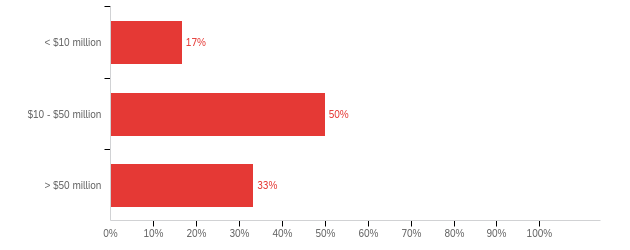 < $10 million
17%
$10 - $50 million
50%
> $50 million
33%
0% 10% 20% 30% 40% 50% 60% 70% 80% 90% 100%